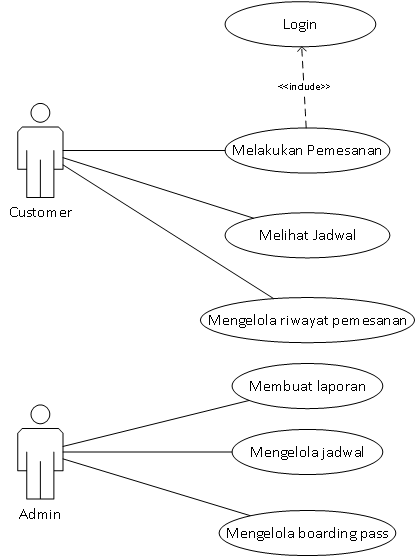 Login
<<include>>
Melakukan Pemesanan
Customer
Melihat Jadwal
Mengelola riwayat pemesanan
Membuat laporan
Mengelola jadwal
Admin
Mengelola boarding pass